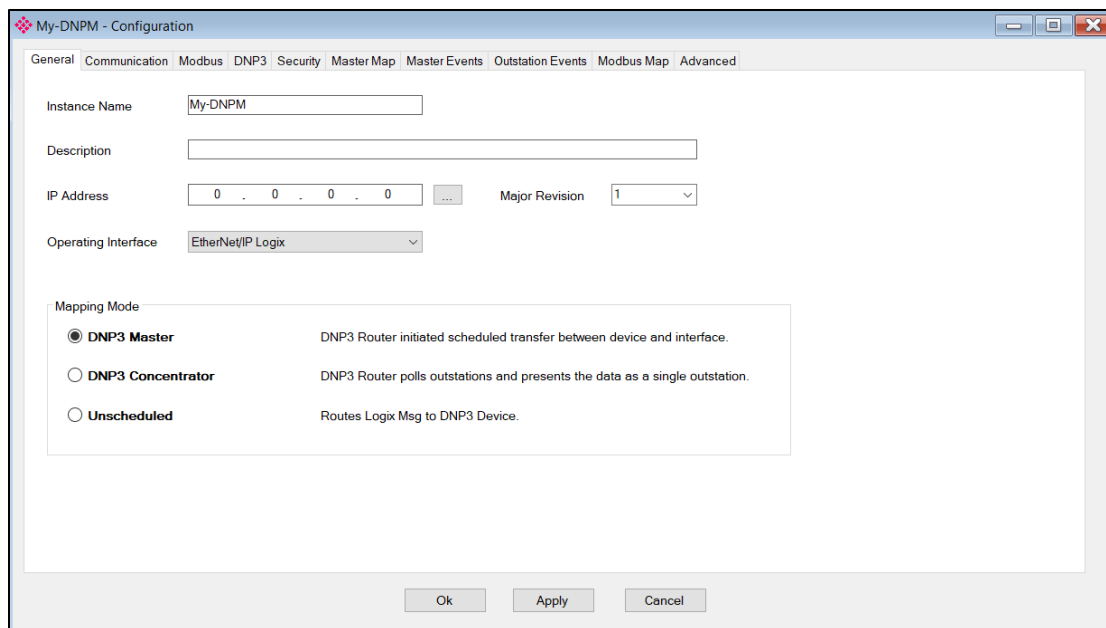 My-DNPM - Configuration
General Communication Modbus DNP3 Security Master Map Master Events Outstation Events Modbus Map Advanced
Instance Name My-DNPM
Description
IP Address 0 . 0 . 0 . 0 ... Major Revision 1
Operating Interface EtherNet/IP Logix
Mapping Mode
DNP3 Master DNP3 Router initiated scheduled transfer between device and interface.
DNP3 Concentrator DNP3 Router polls outstations and presents the data as a single outstation.
Unscheduled Routes Logix Msg to DNP3 Device.
Ok Apply Cancel